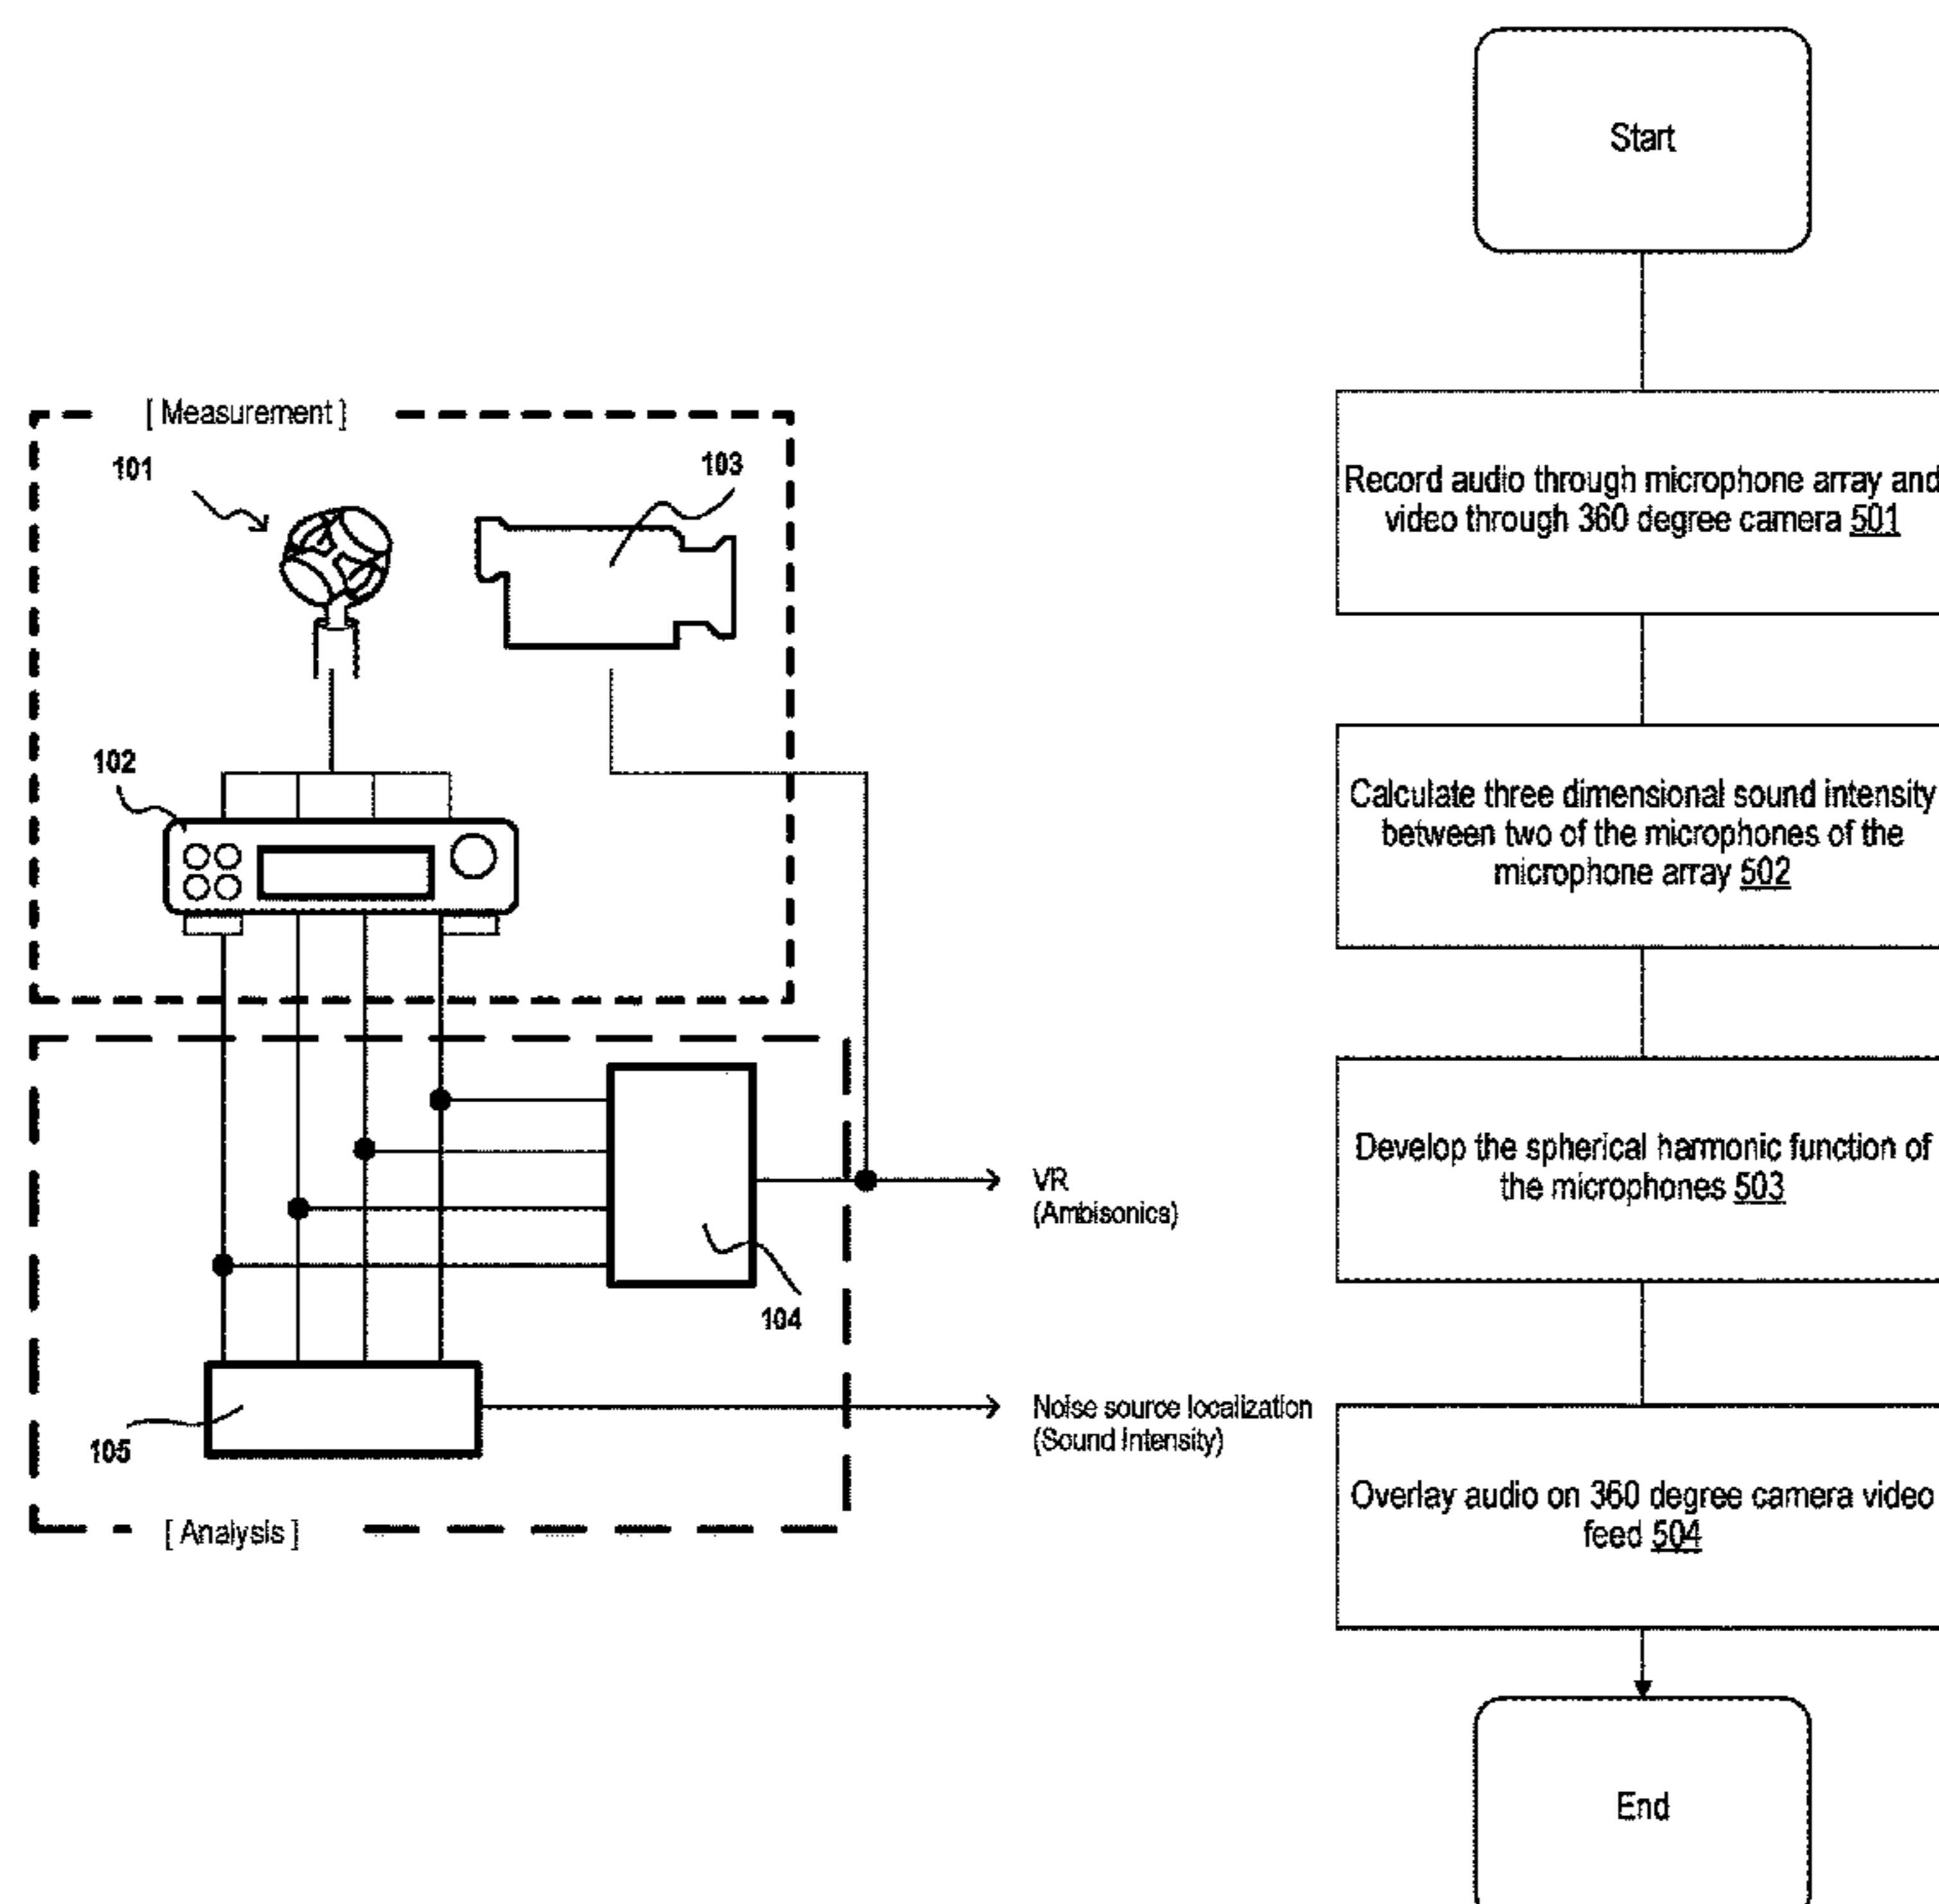 [ Measurement ]
101
103
102
VR
(Ambisonics)
104
Noise source localization
(Sound Intensity)
105
[ Analysis ]
Start
Record audio through microphone array and
video through 360 degree camera 501
Calculate three dimensional sound intensity
between two of the microphones of the
microphone array 502
Develop the spherical harmonic function of
the microphones 503
Overlay audio on 360 degree camera video
feed 504
End